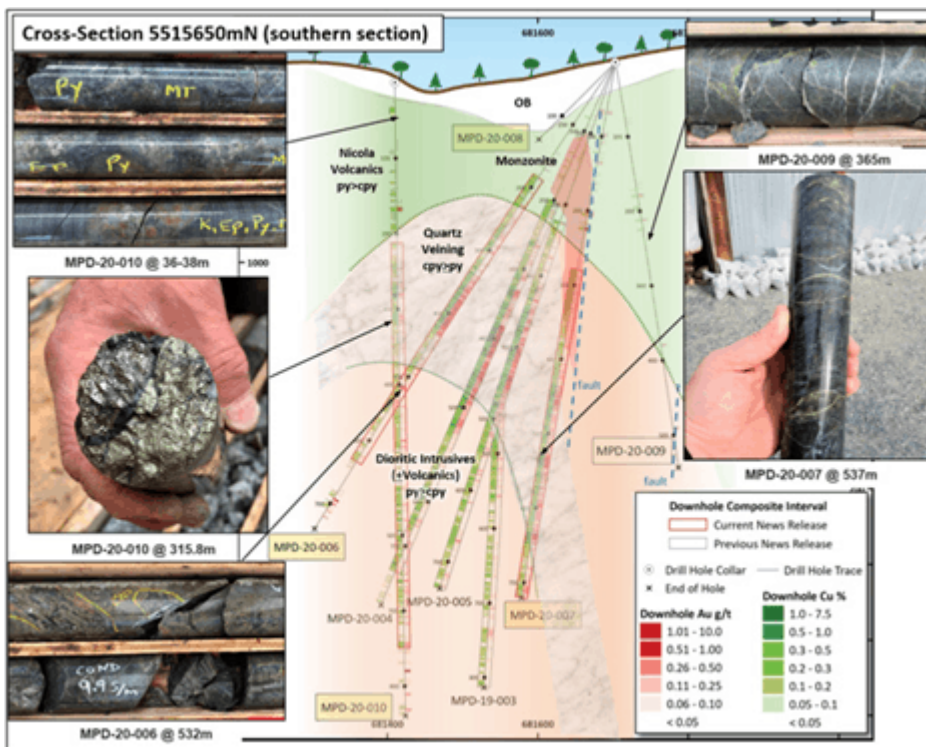 Cross-Section 5515650mN (southern section)
681600
Py MT
Py
K, Ep, Py
MPD-20-010 @ 36-38m
OB
MPD-20-008
Nicola
Volcanics
py>cpy
Monzonite
MPD-20-009 @ 365m
Quartz
Veining
cpy>py
1000
fault
Dioritic Intrusives
(+Volcanics)
py>cpy
MPD-20-010 @ 315.8m
MPD-20-009
fault
MPD-20-007 @ 537m
MPD-20-006
MPD-20-004
MPD-20-005
MPD-20-007
MPD-19-003
MPD-20-010
681400
681600
COND
9.9 S/m
MPD-20-006 @ 532m
Downhole Composite Interval
Current News Release
Previous News Release
Drill Hole Collar
Drill Hole Trace
End of Hole
Downhole Au g/t
1.01 - 10.0
0.51 - 1.00
0.26 - 0.50
0.11 - 0.25
0.06 - 0.10
< 0.05
Downhole Cu %
1.0 - 7.5
0.5 - 1.0
0.3 - 0.5
0.2 - 0.3
0.1 - 0.2
0.05 - 0.1
< 0.05